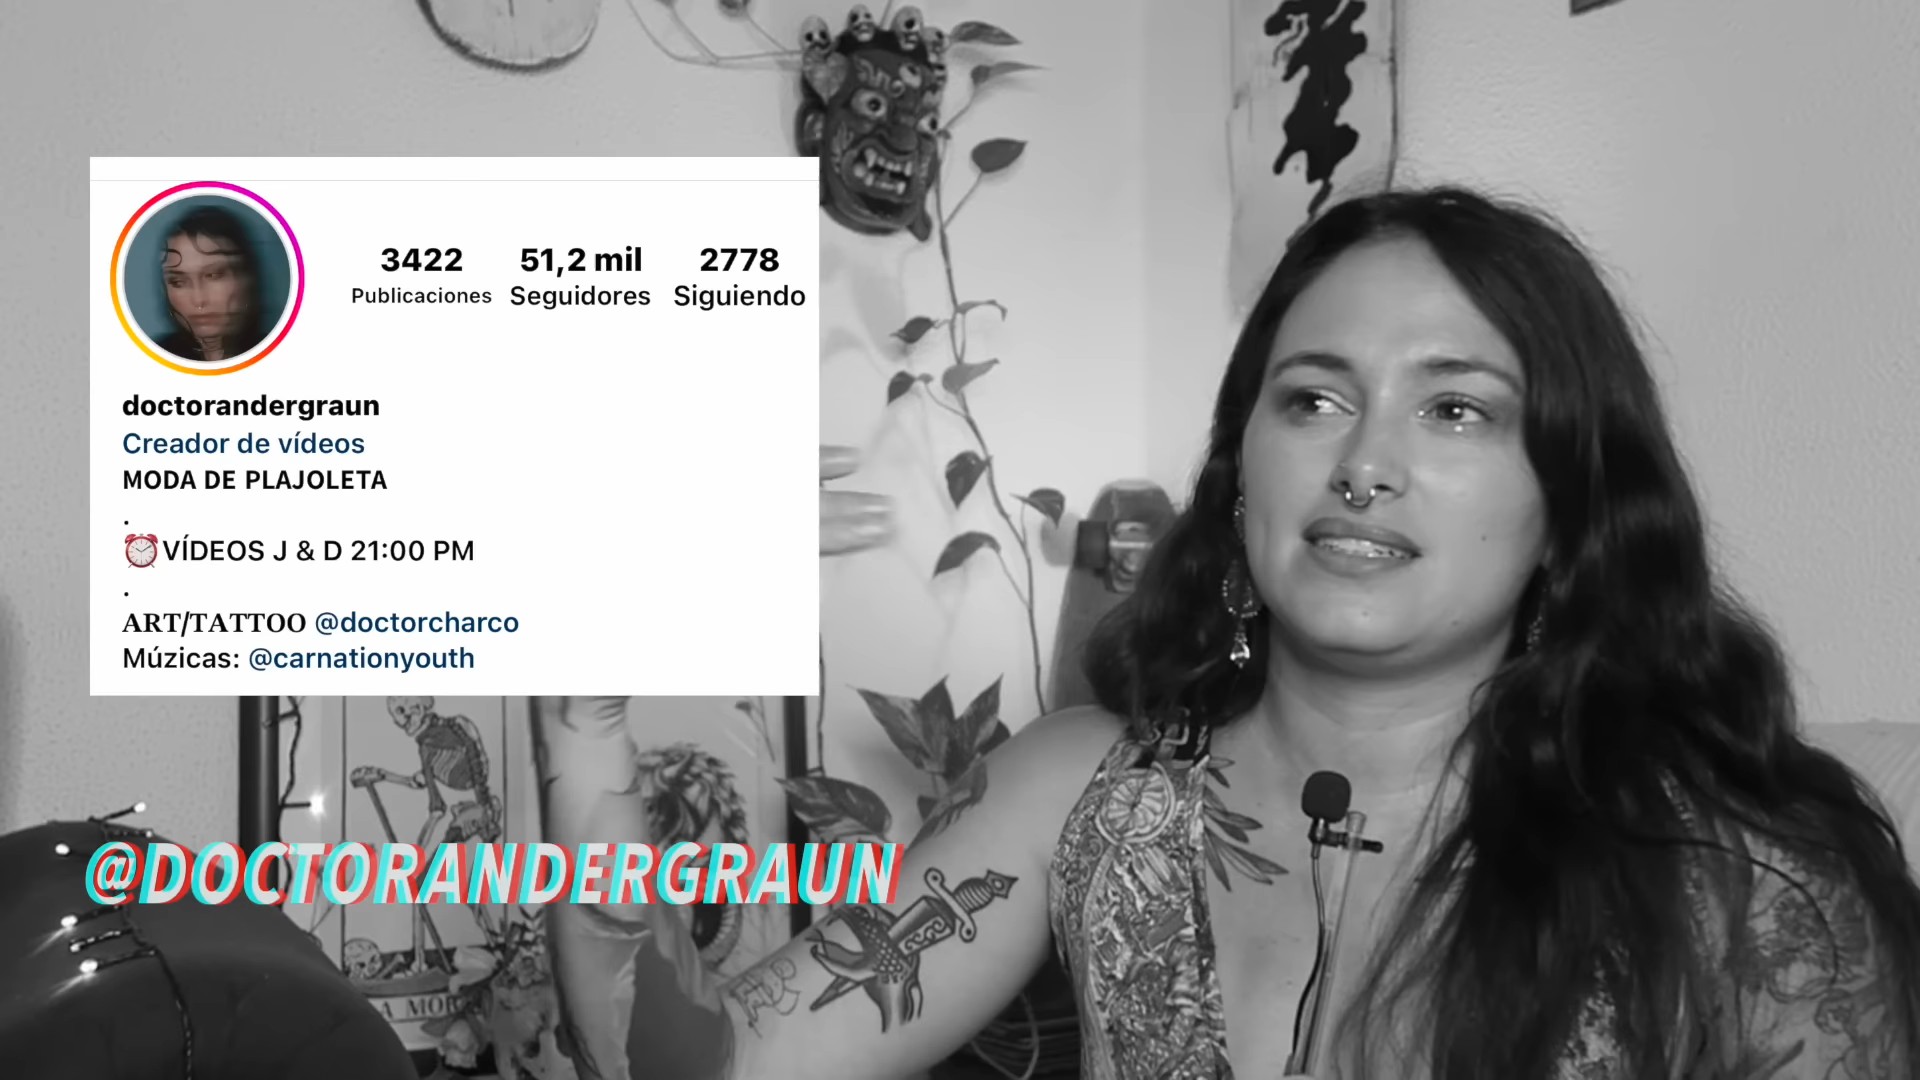 3422 51,2 mil 2778
Publicaciones Seguidores Siguiendo
doctorandergraun
Creador de vídeos
MODA DE PLAJOLETA
.
⏰VÍDEOS J & D 21:00 PM
.
ART/TATTOO @doctorcharco
Múzicas: @carnationyouth
@DOCTORANDERGRAUN